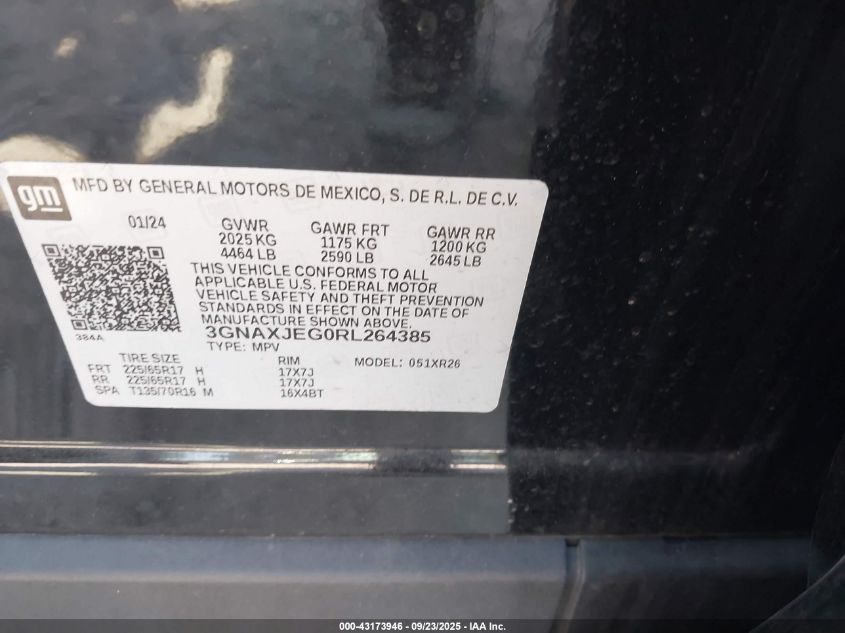 gm
MFD BY GENERAL MOTORS DE MEXICO, S. DE R.L. DE C.V.
01/24 GVWR GAWR FRT GAWR RR
2025 KG 1175 KG 1200 KG
4464 LB 2590 LB 2645 LB
THIS VEHICLE CONFORMS TO ALL
APPLICABLE U.S. FEDERAL MOTOR
VEHICLE SAFETY AND THEFT PREVENTION
STANDARDS IN EFFECT ON THE DATE OF
MANUFACTURE SHOWN ABOVE.
384A
3GNAXJEG0RL264385
TYPE: MPV
TIRE SIZE RIM MODEL: 051XR26
FRT 225/65R17 H 17X7J
RR 225/65R17 H 17X7J
SPA T135/70R16 M 16X4BT
000-43173946 - 09/23/2025 - IAA Inc.